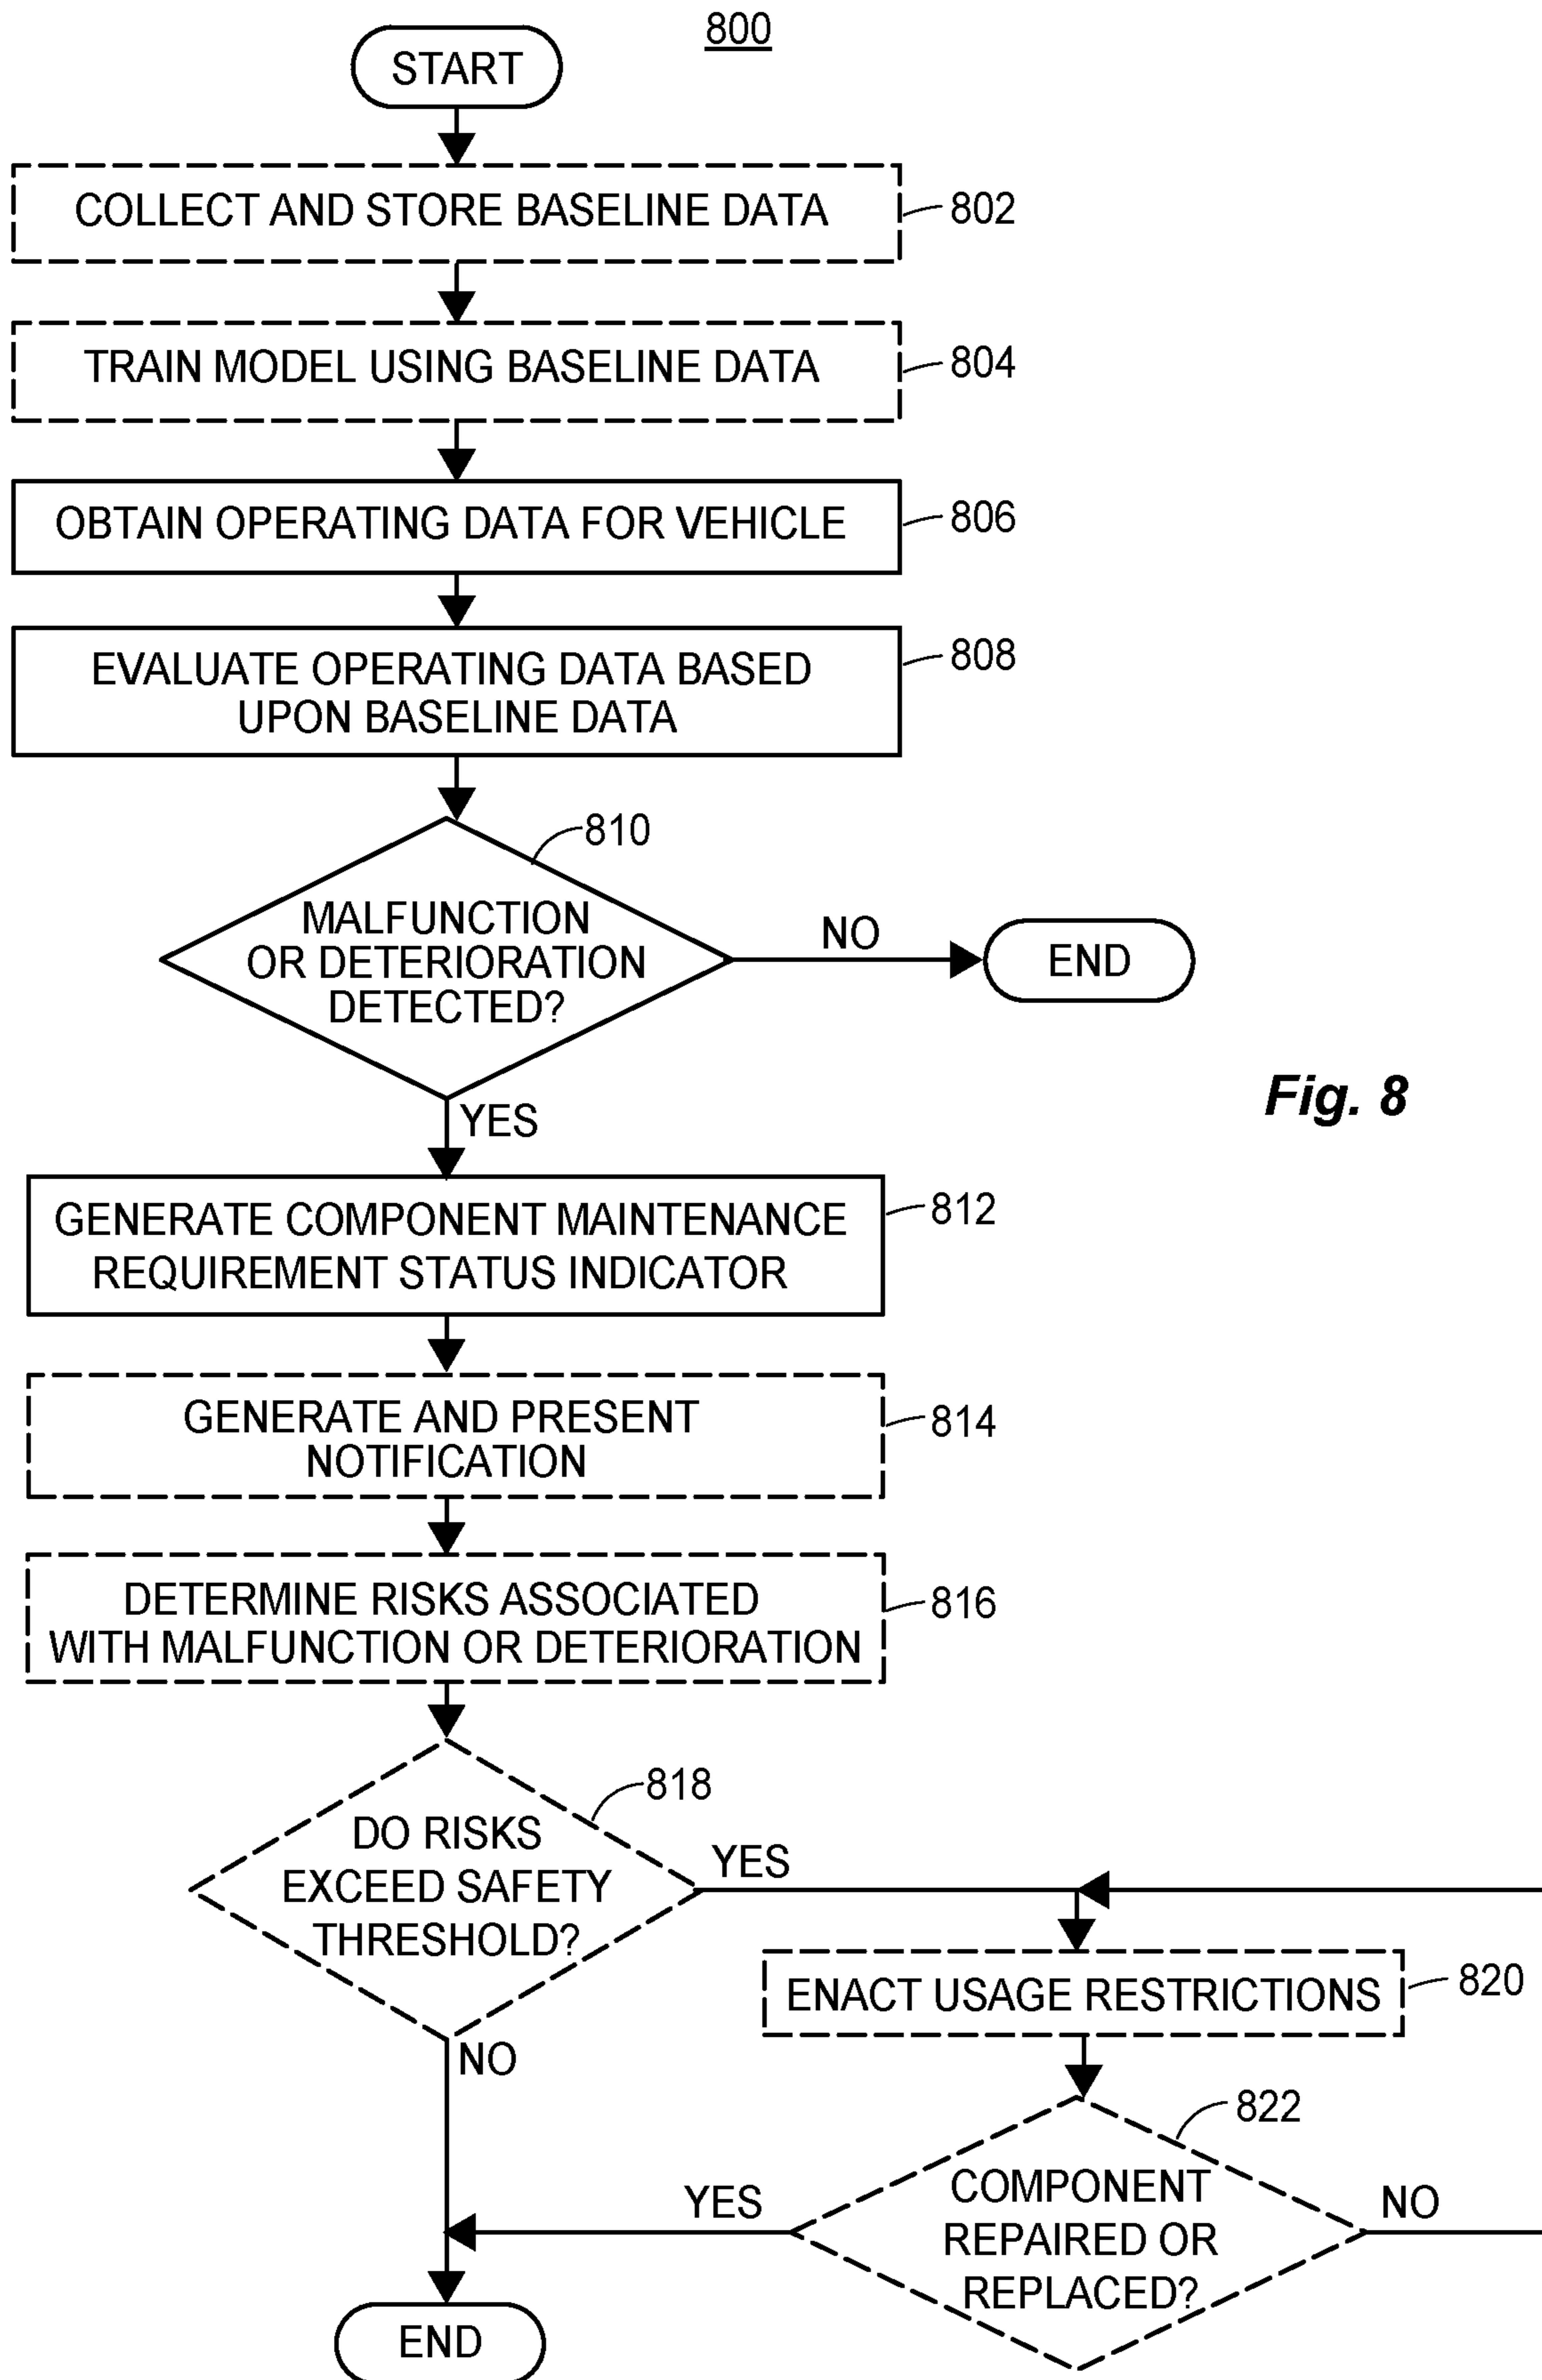 800
START
COLLECT AND STORE BASELINE DATA
802
TRAIN MODEL USING BASELINE DATA
804
OBTAIN OPERATING DATA FOR VEHICLE
806
EVALUATE OPERATING DATA BASED
UPON BASELINE DATA
808
810
MALFUNCTION
OR DETERIORATION
DETECTED?
NO
END
Fig. 8
YES
GENERATE COMPONENT MAINTENANCE
REQUIREMENT STATUS INDICATOR
812
GENERATE AND PRESENT
NOTIFICATION
814
DETERMINE RISKS ASSOCIATED
WITH MALFUNCTION OR DETERIORATION
816
818
DO RISKS
EXCEED SAFETY
THRESHOLD?
YES
ENACT USAGE RESTRICTIONS
820
NO
822
COMPONENT
REPAIRED OR
REPLACED?
YES
NO
END